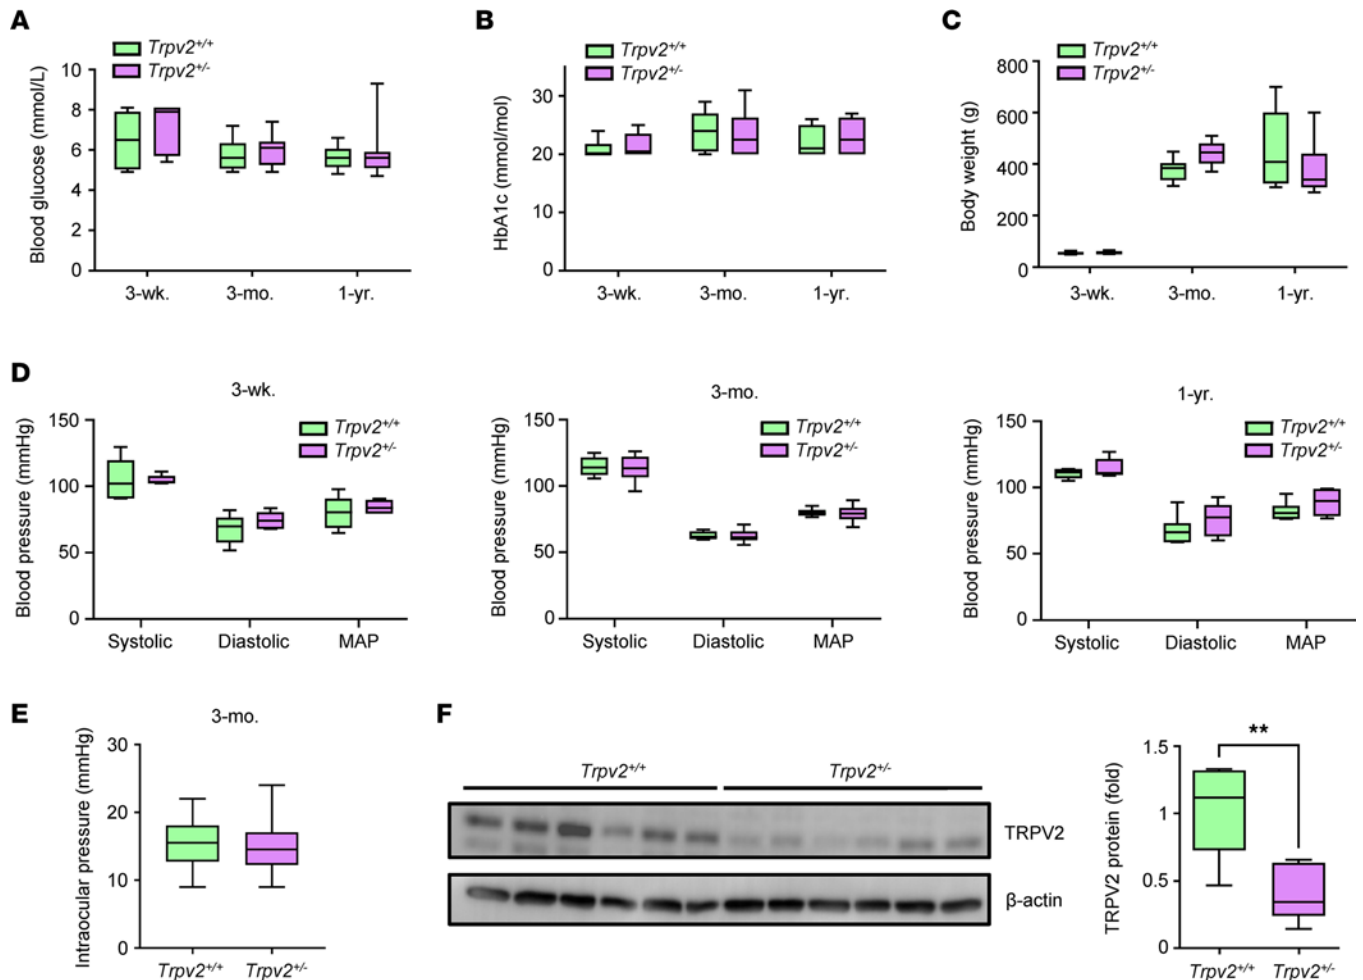 A
Trpv2+/+
Trpv2+/-
Blood glucose (mmol/L)
10
8
6
4
2
0
3-wk.
3-mo.
1-yr.
B
Trpv2+/+
Trpv2+/-
HbA1c (mmol/mol)
30
20
10
0
3-wk.
3-mo.
1-yr.
C
Trpv2+/+
Trpv2+/-
Body weight (g)
800
600
400
200
0
3-wk.
3-mo.
1-yr.
D
3-wk.
Trpv2+/+
Trpv2+/-
Blood pressure (mmHg)
150
100
50
0
Systolic
Diastolic
MAP
3-mo.
Trpv2+/+
Trpv2+/-
Blood pressure (mmHg)
150
100
50
0
Systolic
Diastolic
MAP
1-yr.
Trpv2+/+
Trpv2+/-
Blood pressure (mmHg)
150
100
50
0
Systolic
Diastolic
MAP
E
3-mo.
Intraocular pressure (mmHg)
30
20
10
0
Trpv2+/+
Trpv2+/-
F
Trpv2+/+
Trpv2+/-
TRPV2
β-actin
**
TRPV2 protein (fold)
1.5
1
0.5
0
Trpv2+/+
Trpv2+/-